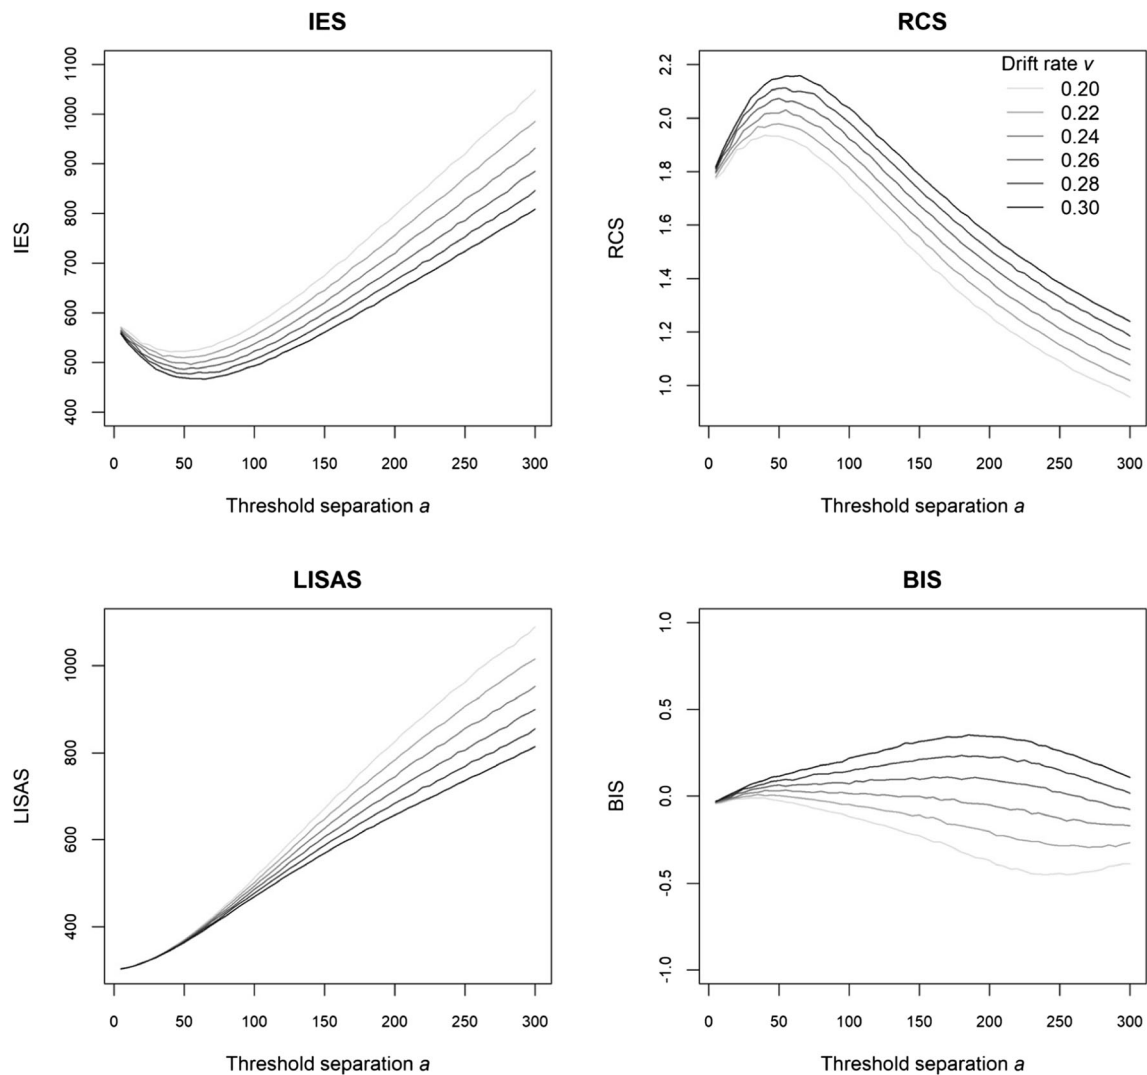 IES
1100
1000
900
800
700
600
500
400
IES
0 50 100 150 200 250 300
Threshold separation a
RCS
2.2
2.0
1.8
1.6
1.4
1.2
1.0
RCS
Drift rate v
0.20
0.22
0.24
0.26
0.28
0.30
0 50 100 150 200 250 300
Threshold separation a
LISAS
1000
800
600
400
LISAS
0 50 100 150 200 250 300
Threshold separation a
BIS
1.0
0.5
0.0
-0.5
-1.0
BIS
0 50 100 150 200 250 300
Threshold separation a